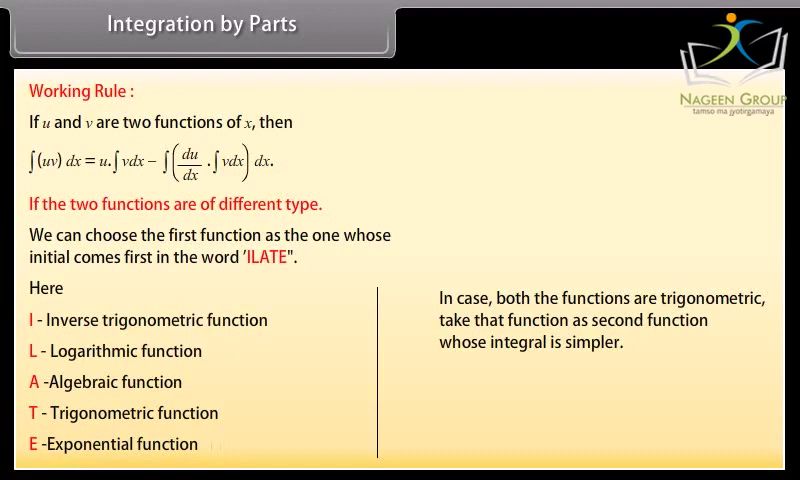 Integration by Parts
NAGEEN GROUP
tamso ma jyotirgamaya
Working Rule :
If u and v are two functions of x, then
∫(uv) dx = u.∫vdx − ∫(du/dx . ∫vdx) dx.
If the two functions are of different type.
We can choose the first function as the one whose
initial comes first in the word ’ILATE".
Here
I - Inverse trigonometric function
L - Logarithmic function
A -Algebraic function
T - Trigonometric function
E -Exponential function
In case, both the functions are trigonometric,
take that function as second function
whose integral is simpler.